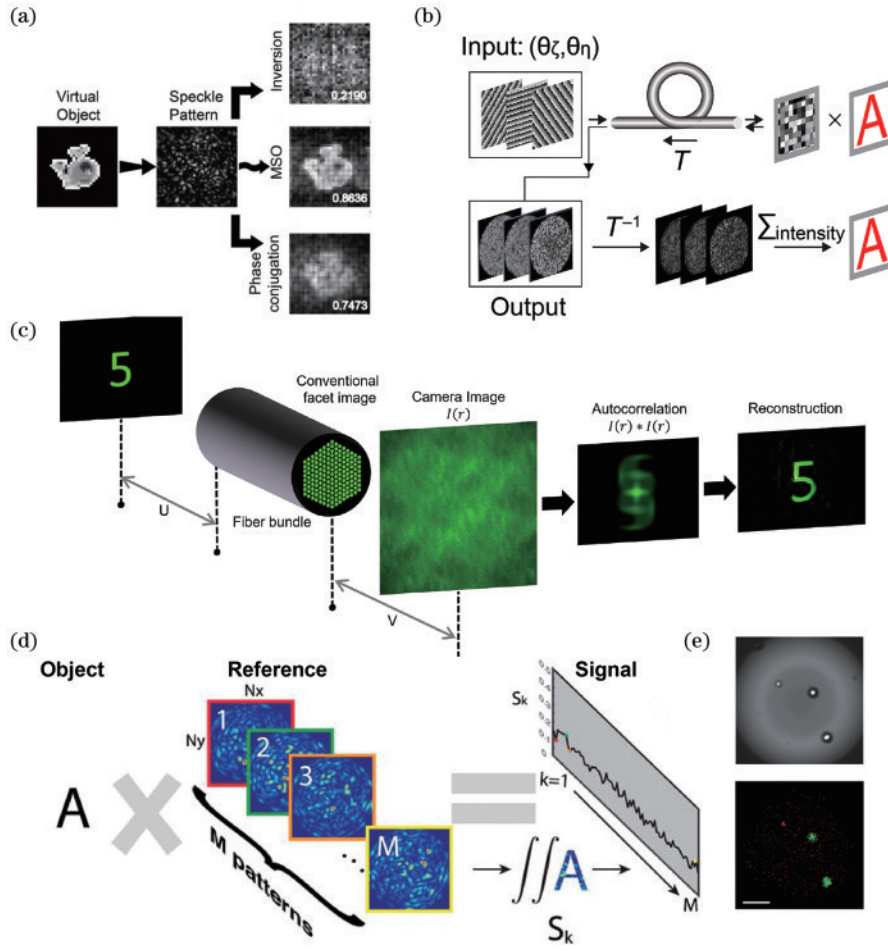 (a)
Virtual
Object
Speckle
Pattern
Inversion
0.2190
MSO
0.8636
Phase
conjugation
0.7473
(b)
Input: (θζ,θη)
T
×
A
T⁻¹
Σintensity
A
Output
(c)
5
U
Fiber bundle
Conventional
facet image
V
Camera Image
I(r)
Autocorrelation
I(r) * I(r)
Reconstruction
5
(d)
Object
A
Reference
Nx
Ny
1
2
3
...
M
M patterns
Signal
Sk
k=1
M
∫∫A
Sk
(e)